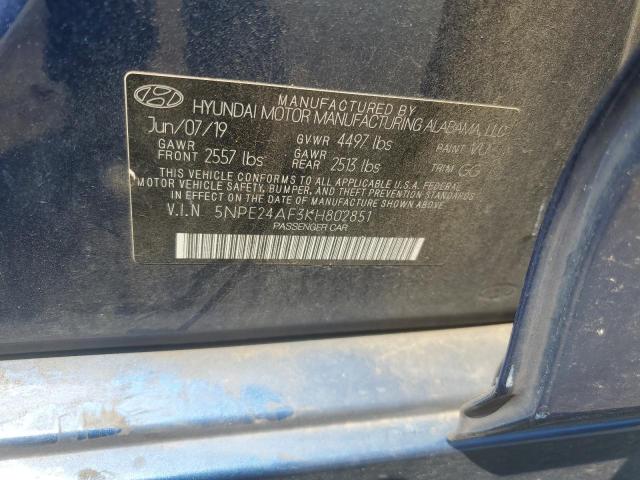 MANUFACTURED BY
HYUNDAI MOTOR MANUFACTURING ALABAMA, LLC
Jun/07/19 GVWR 4497 lbs PAINT VU
GAWR FRONT 2557 lbs GAWR REAR 2513 lbs TRIM GG
THIS VEHICLE CONFORMS TO ALL APPLICABLE U.S.A FEDERAL
MOTOR VEHICLE SAFETY, BUMPER, AND THEFT PREVENTION STANDARDS
IN EFFECT ON THE DATE OF MANUFACTURE SHOWN ABOVE.
V.I.N 5NPE24AF3KH802851
PASSENGER CAR